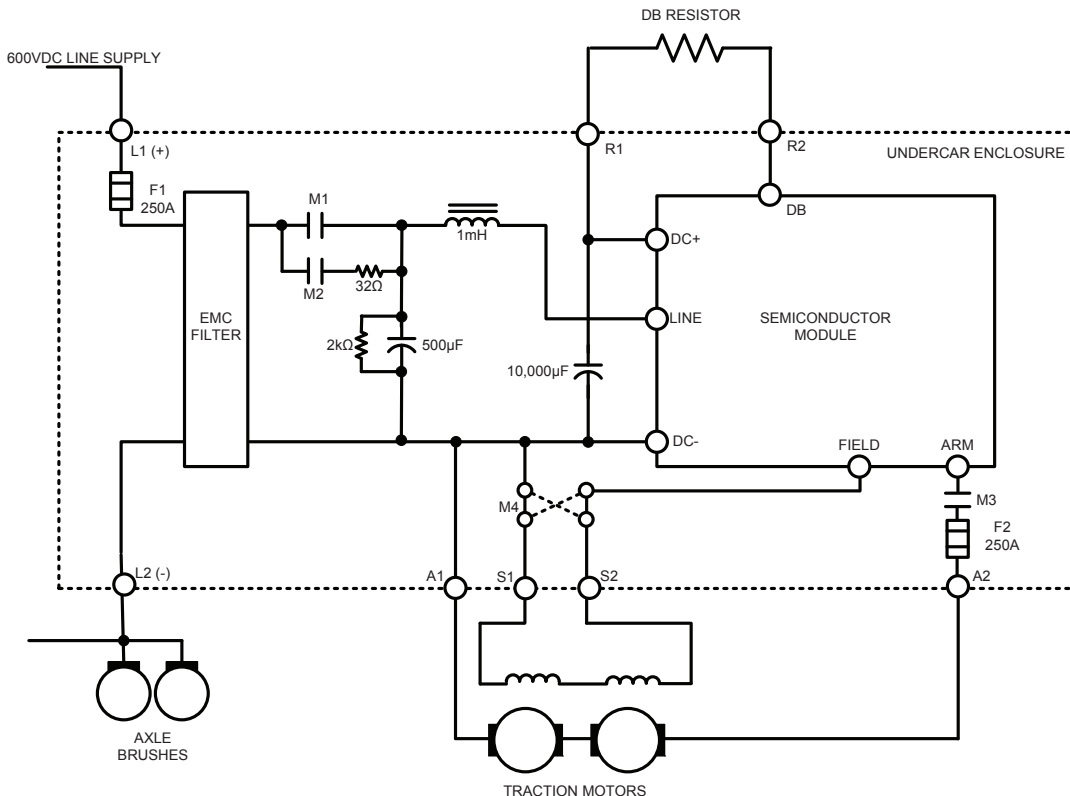 DB RESISTOR
600VDC LINE SUPPLY
L1 (+)
R1
R2
UNDERCAR ENCLOSURE
F1
250A
M1
DB
1mH
DC+
M2
32Ω
EMC
FILTER
LINE
SEMICONDUCTOR
MODULE
2kΩ
500µF
10,000µF
DC-
FIELD
ARM
M4
M3
F2
250A
L2 (-)
A1
S1
S2
A2
AXLE
BRUSHES
TRACTION MOTORS